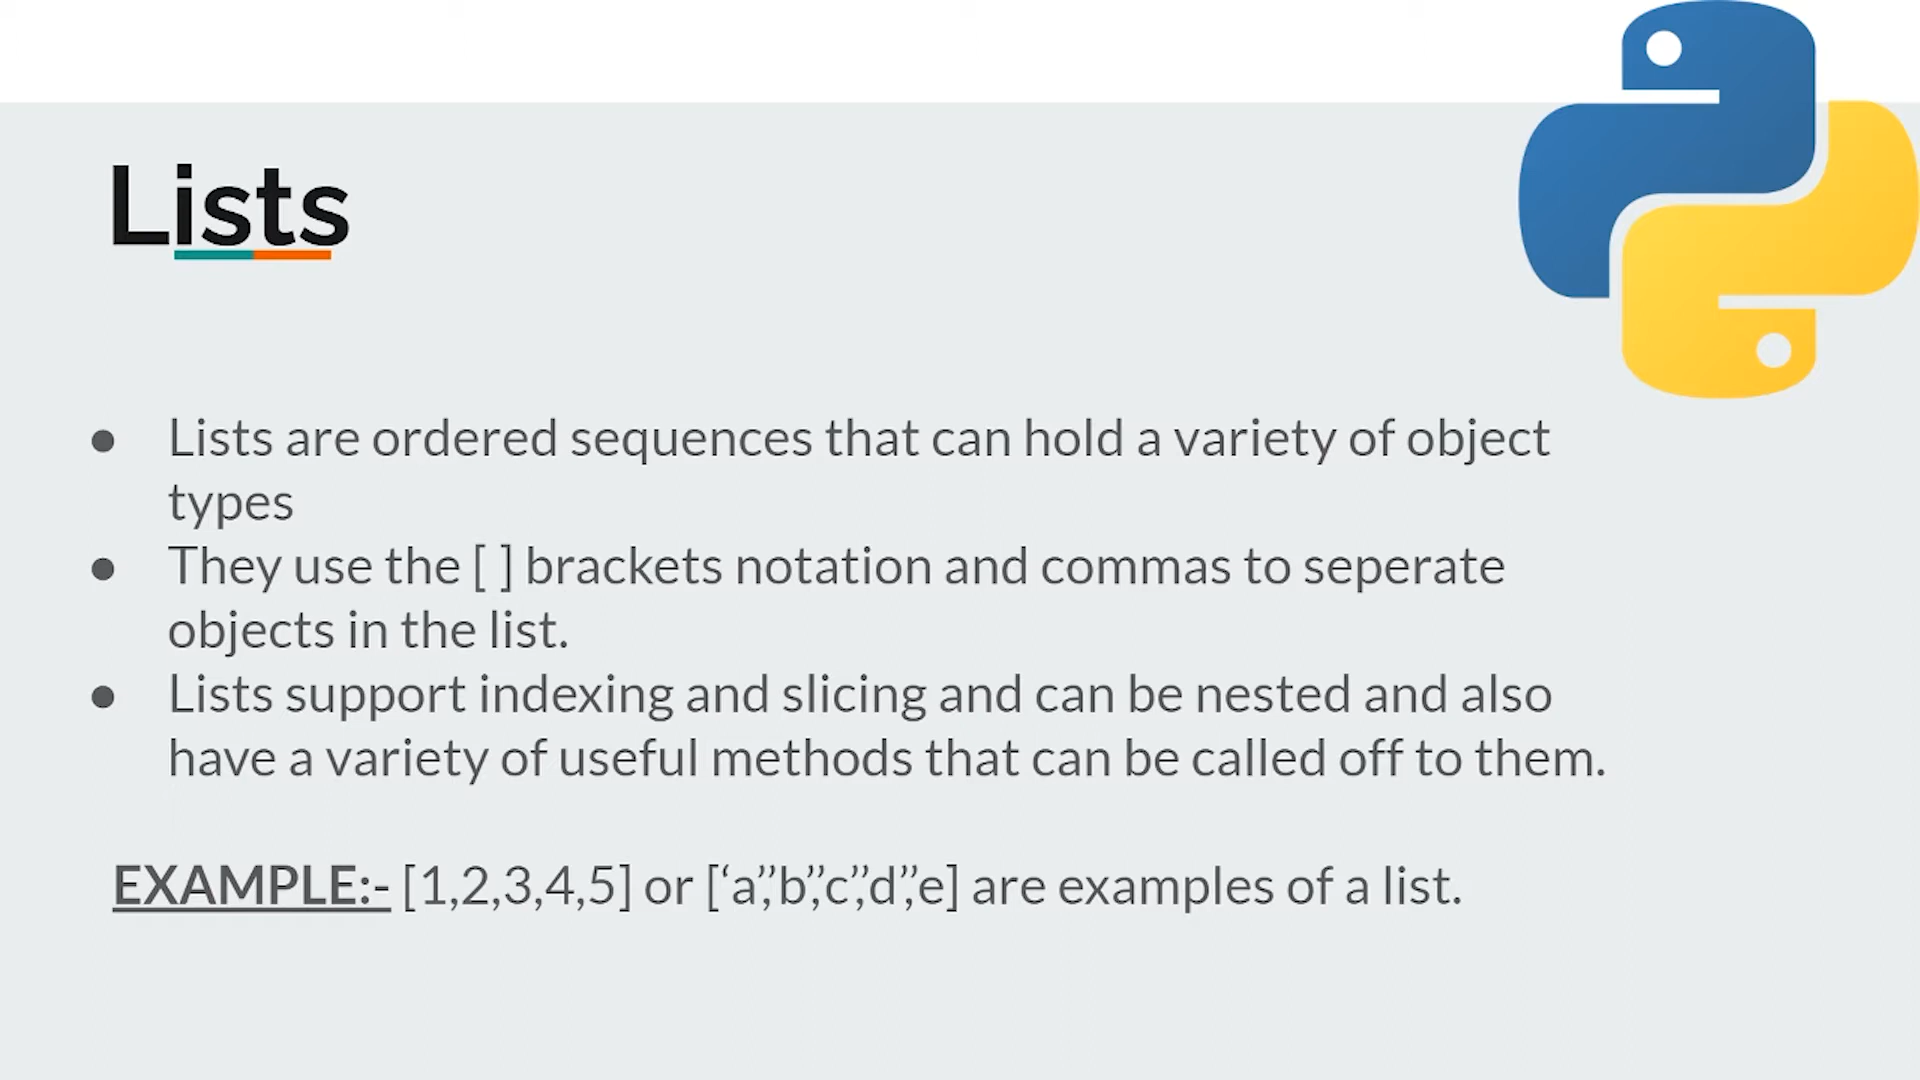 Lists
● Lists are ordered sequences that can hold a variety of object
types
● They use the [ ] brackets notation and commas to seperate
objects in the list.
● Lists support indexing and slicing and can be nested and also
have a variety of useful methods that can be called off to them.
EXAMPLE:- [1,2,3,4,5] or [‘a’,’b’,’c’,’d’,’e] are examples of a list.